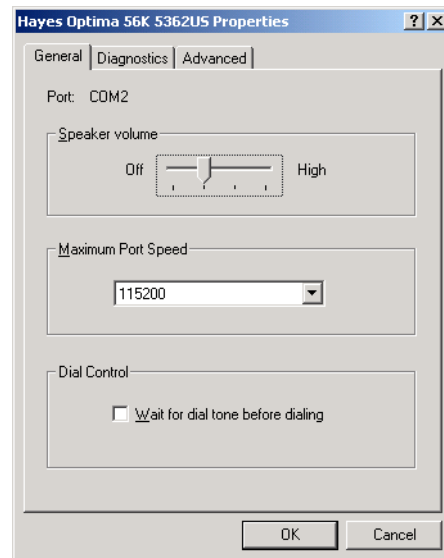 Hayes Optima 56K 5362US Properties
General Diagnostics Advanced
Port: COM2
Speaker volume
Off High
Maximum Port Speed
115200
Dial Control
Wait for dial tone before dialing
OK Cancel